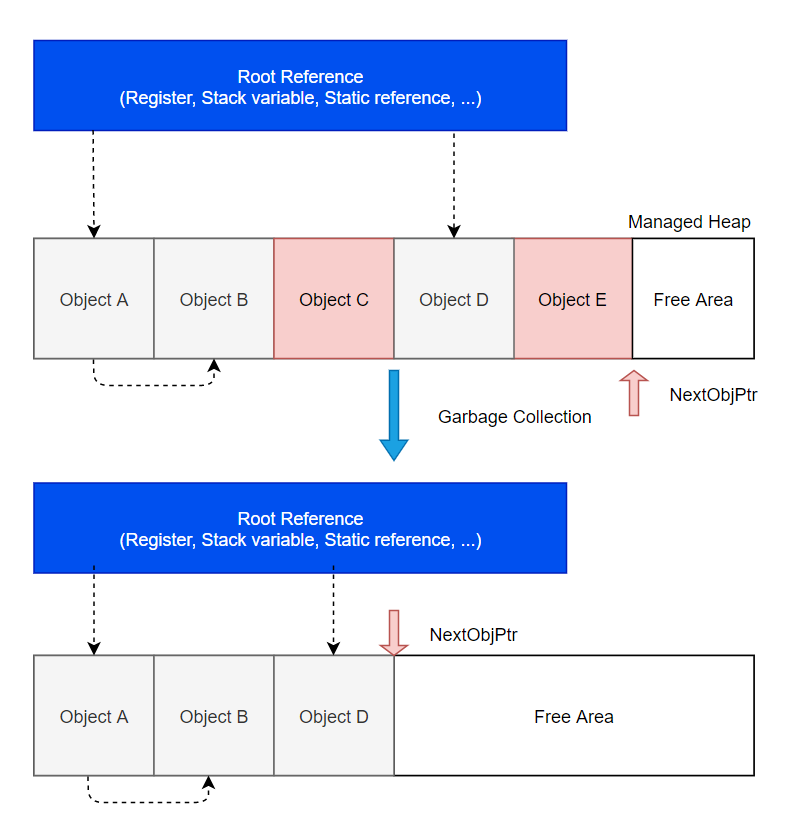 Root Reference
(Register, Stack variable, Static reference, ...)
Managed Heap
Object A
Object B
Object C
Object D
Object E
Free Area
NextObjPtr
Garbage Collection
Root Reference
(Register, Stack variable, Static reference, ...)
NextObjPtr
Object A
Object B
Object D
Free Area